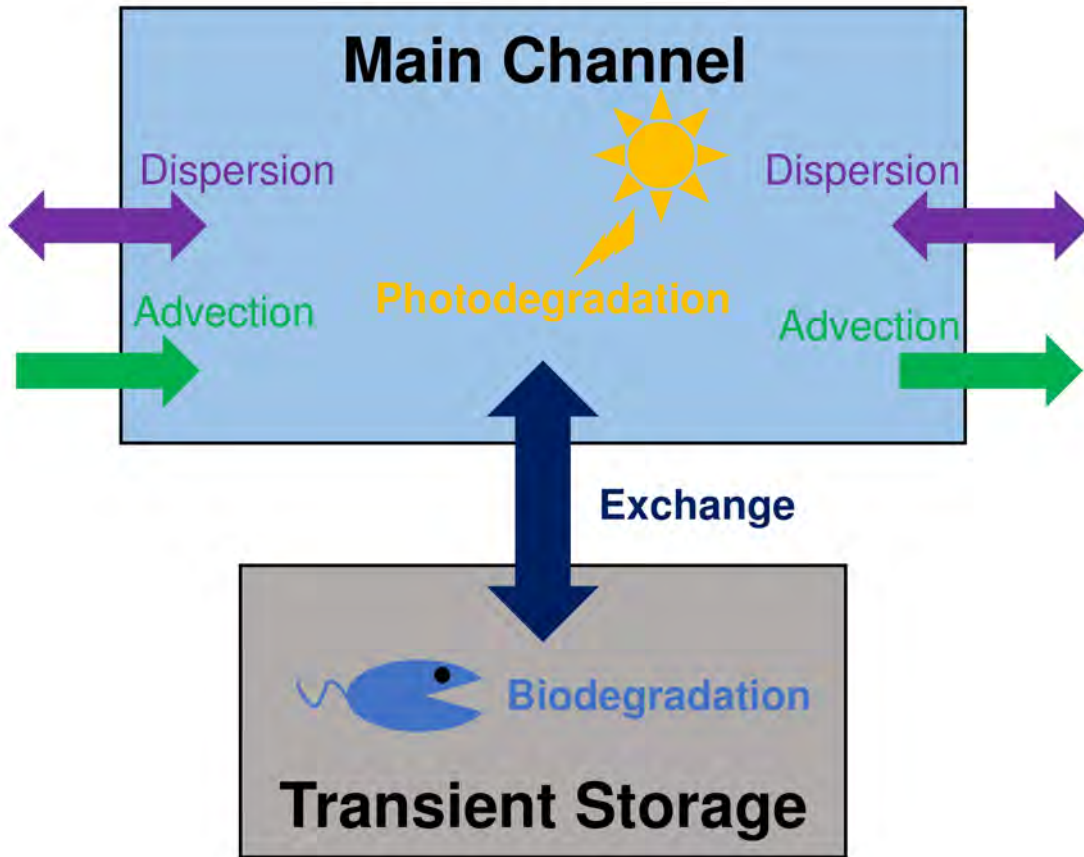 Main Channel
Dispersion
Dispersion
Photodegradation
Advection
Advection
Exchange
Biodegradation
Transient Storage